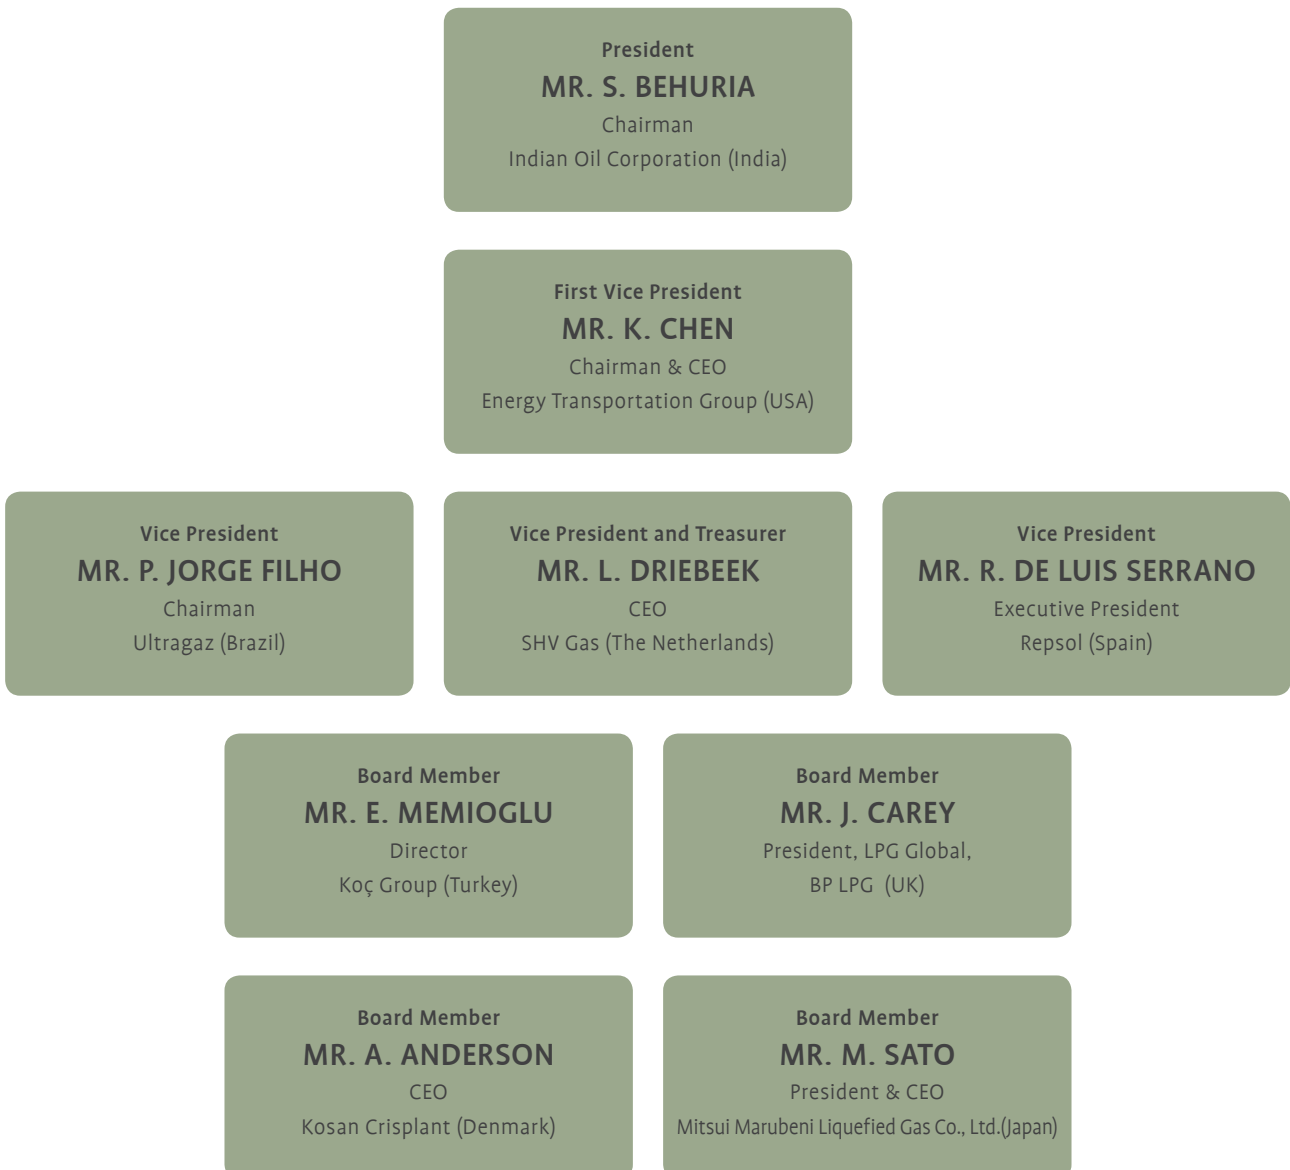 President
MR. S. BEHURIA
Chairman
Indian Oil Corporation (India)
First Vice President
MR. K. CHEN
Chairman & CEO
Energy Transportation Group (USA)
Vice President
MR. P. JORGE FILHO
Chairman
Ultragaz (Brazil)
Vice President and Treasurer
MR. L. DRIEBEEK
CEO
SHV Gas (The Netherlands)
Vice President
MR. R. DE LUIS SERRANO
Executive President
Repsol (Spain)
Board Member
MR. E. MEMIOGLU
Director
Koç Group (Turkey)
Board Member
MR. J. CAREY
President, LPG Global,
BP LPG  (UK)
Board Member
MR. A. ANDERSON
CEO
Kosan Crisplant (Denmark)
Board Member
MR. M. SATO
President & CEO
Mitsui Marubeni Liquefied Gas Co., Ltd.(Japan)